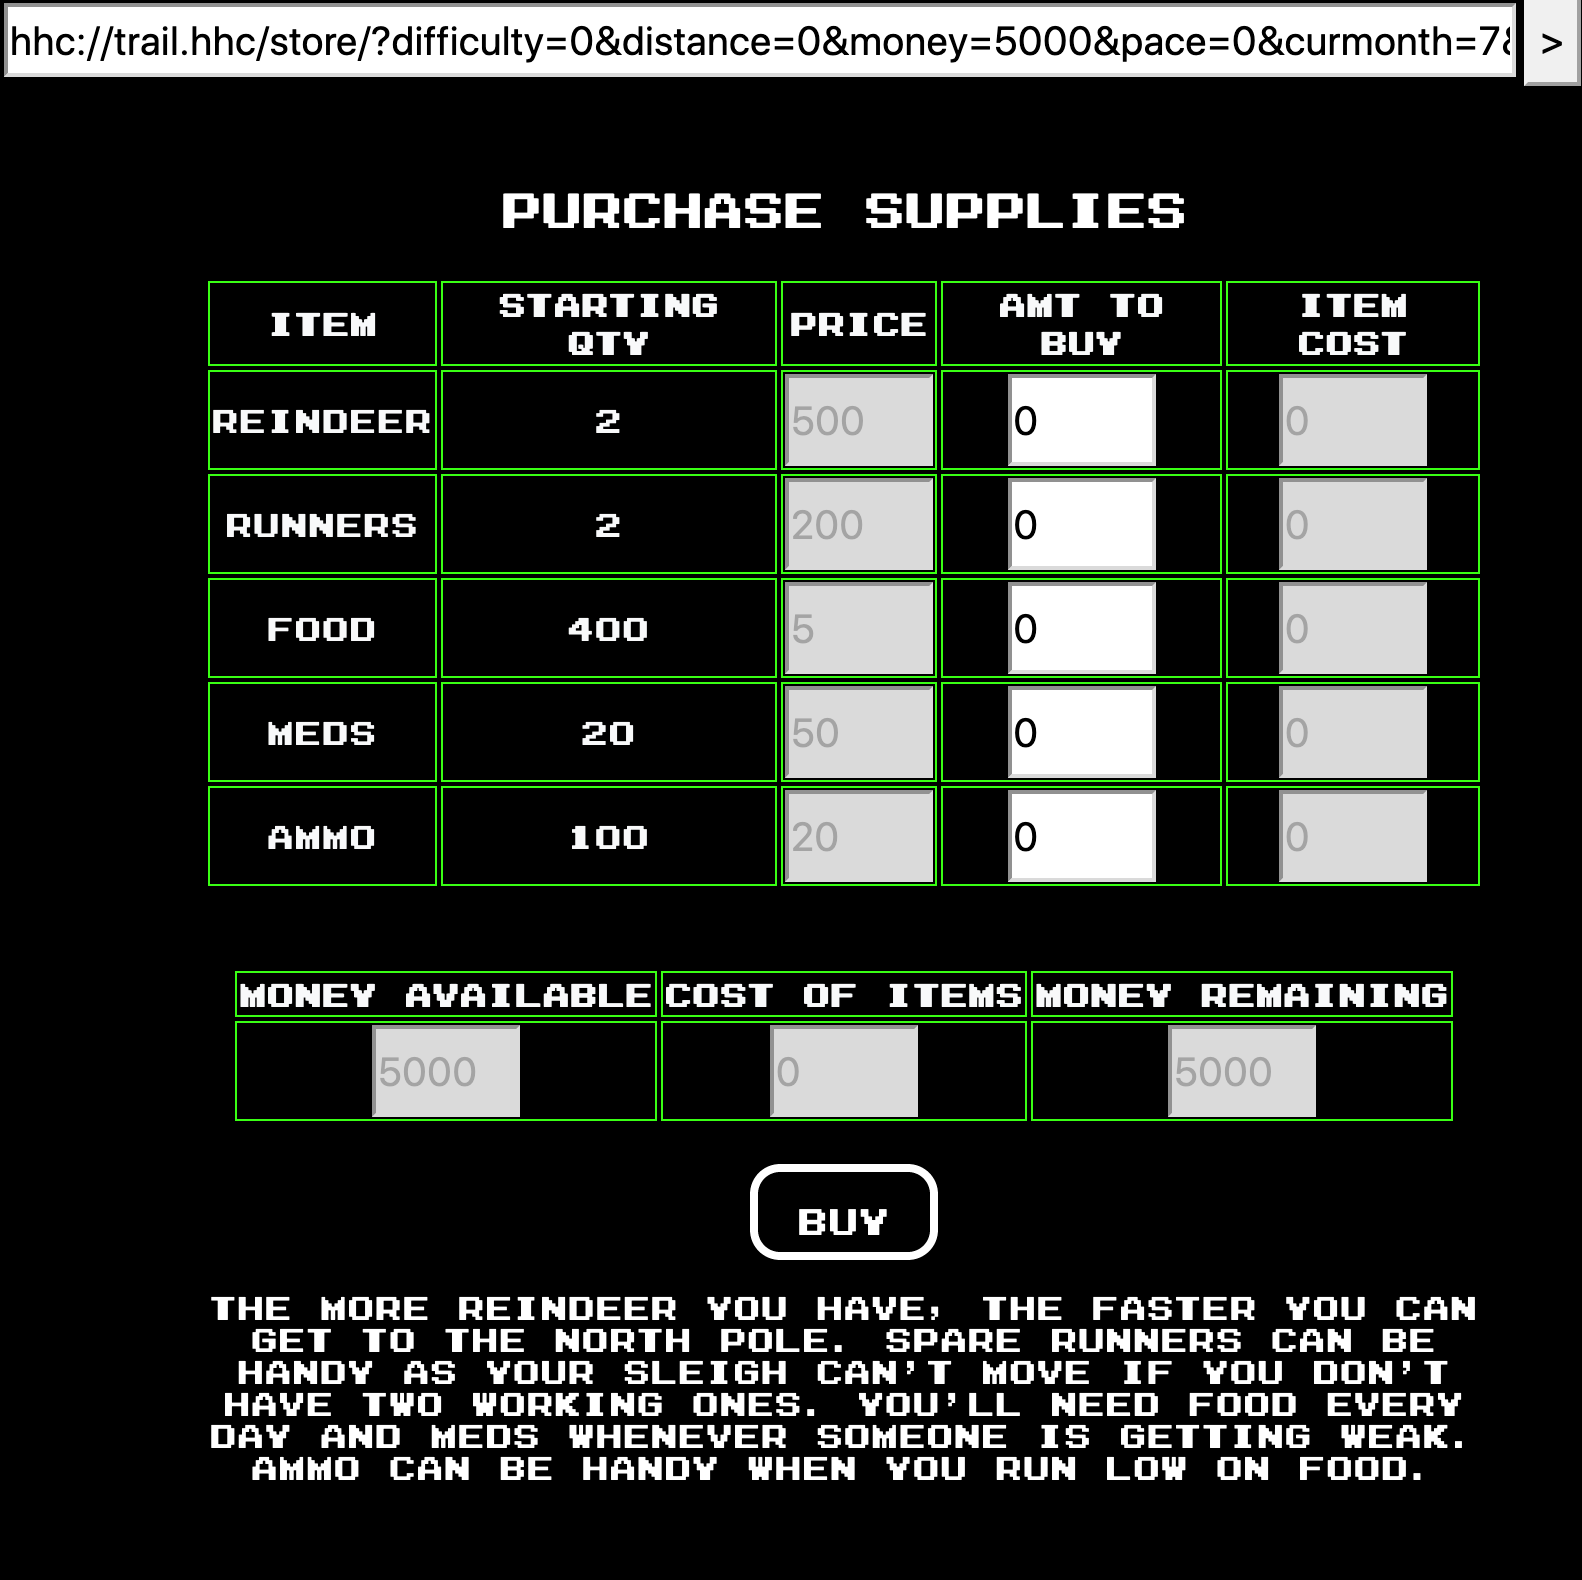 hhc://trail.hhc/store/?difficulty=0&distance=0&money=5000&pace=0&curmonth=7& >
PURCHASE SUPPLIES
ITEM STARTING QTY PRICE AMT TO BUY ITEM COST
REINDEER 2 500 0 0
RUNNERS 2 200 0 0
FOOD 400 5 0 0
MEDS 20 50 0 0
AMMO 100 20 0 0
MONEY AVAILABLE COST OF ITEMS MONEY REMAINING
5000 0 5000
BUY
THE MORE REINDEER YOU HAVE, THE FASTER YOU CAN
GET TO THE NORTH POLE. SPARE RUNNERS CAN BE
HANDY AS YOUR SLEIGH CAN'T MOVE IF YOU DON'T
HAVE TWO WORKING ONES. YOU'LL NEED FOOD EVERY
DAY AND MEDS WHENEVER SOMEONE IS GETTING WEAK.
AMMO CAN BE HANDY WHEN YOU RUN LOW ON FOOD.